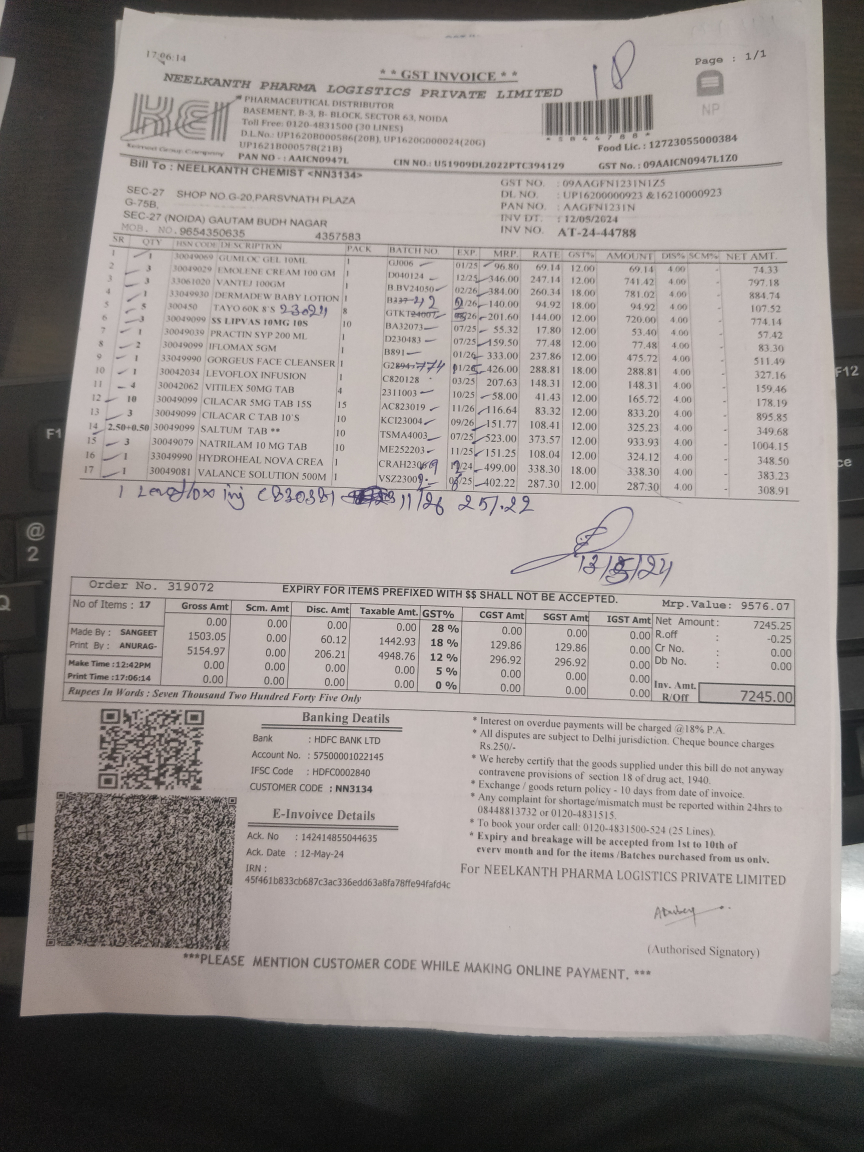 17:06:14
* * GST INVOICE * *
Page : 1/1
18
NEELKANTH PHARMA LOGISTICS PRIVATE LIMITED
PHARMACEUTICAL DISTRIBUTOR
BASEMENT, B-3, B- BLOCK, SECTOR 63, NOIDA
Toll Free: 0120-4831500 (30 LINES)
D.L.No.: UP1620B000586(20B), UP1620G000024(20G)
UP1621B000578(21B)
PAN NO - : AAICN0947L
CIN NO.: U51909DL2022PTC394129
NP
Food Lic. : 12723055000384
GST No. : 09AAICN0947L1Z0
Bill To : NEELKANTH CHEMIST <NN3134>
SEC-27 SHOP NO.G-20,PARSVNATH PLAZA
G-75B,
SEC-27 (NOIDA) GAUTAM BUDH NAGAR
MOB. NO. 9654350635 4357583
GST NO. : 09AAGFN1231N1Z5
DL NO. : UP16200000923 &16210000923
PAN NO. : AAGFN1231N
INV DT. : 12/05/2024
INV NO. AT-24-44788
SR QTY HSN CODE DESCRIPTION PACK BATCH NO. EXP. MRP. RATE GST% AMOUNT DIS% SCM% NET AMT.
1 1 30049069 GUMLOC GEL 10ML 1 GJ006 01/25 96.80 69.14 12.00 69.14 4.00 - 74.33
2 3 30049029 EMOLENE CREAM 100 GM 1 D040124 12/25 346.00 247.14 12.00 741.42 4.00 - 797.18
3 3 33061020 VANTEJ 100GM 1 B.BV24050 02/26 384.00 260.34 18.00 781.02 4.00 - 884.74
4 1 33049930 DERMADEW BABY LOTION 1 /26 140.00 94.92 18.00 94.92 4.00 - 107.52
5 5 300450 TAYO 60K 8'S 8 /26 201.60 144.00 12.00 720.00 4.00 - 774.14
6 3 30049099 SS LIPVAS 10MG 10S 10 BA32073 07/25 55.32 17.80 12.00 53.40 4.00 - 57.42
7 1 30049039 PRACTIN SYP 200 ML 1 D230483 07/25 159.50 77.48 12.00 77.48 4.00 - 83.30
8 2 30049099 IFLOMAX 5GM 1 B891 01/26 333.00 237.86 12.00 475.72 4.00 - 511.49
9 1 33049990 GORGEUS FACE CLEANSER 1 426.00 288.81 18.00 288.81 4.00 - 327.16
10 1 30042034 LEVOFLOX INFUSION 1 C820128 03/25 207.63 148.31 12.00 148.31 4.00 - 159.46
11 4 30042062 VITILEX 50MG TAB 4 2311003 10/25 58.00 41.43 12.00 165.72 4.00 - 178.19
12 10 30049099 CILACAR 5MG TAB 15S 15 AC823019 11/26 116.64 83.32 12.00 833.20 4.00 - 895.85
13 3 30049099 CILACAR C TAB 10'S 10 KCI23004 09/26 151.77 108.41 12.00 325.23 4.00 - 349.68
14 2.50+0.50 30049099 SALTUM TAB ** 10 TSMA4003 07/25 523.00 373.57 12.00 933.93 4.00 - 1004.15
15 3 30049079 NATRILAM 10 MG TAB 10 ME252203 11/25 151.25 108.04 12.00 324.12 4.00 - 348.50
16 1 33049990 HYDROHEAL NOVA CREA 1 /24 499.00 338.30 18.00 338.30 4.00 - 383.23
17 1 30049081 VALANCE SOLUTION 500M 1 /25 402.22 287.30 12.00 287.30 4.00 - 308.91
1 inj C830381 11/26 251.22
13/5/24
Order No. 319072
EXPIRY FOR ITEMS PREFIXED WITH $$ SHALL NOT BE ACCEPTED.
Mrp.Value: 9576.07
No of Items : 17
Gross Amt Scm. Amt Disc. Amt Taxable Amt. GST% CGST Amt SGST Amt IGST Amt
0.00 0.00 0.00 0.00 28 % 0.00 0.00 0.00
1503.05 0.00 60.12 1442.93 18 % 129.86 129.86 0.00
5154.97 0.00 206.21 4948.76 12 % 296.92 296.92 0.00
0.00 0.00 0.00 0.00 5 % 0.00 0.00 0.00
0.00 0.00 0.00 0.00 0 % 0.00 0.00 0.00
Made By : SANGEET
Print By : ANURAG-
Make Time :12:42PM
Print Time :17:06:14
Net Amount : 7245.25
R.off : -0.25
Cr No. : 0.00
Db No. : 0.00
Inv. Amt.
R/Off 7245.00
Rupees In Words : Seven Thousand Two Hundred Forty Five Only
Banking Deatils
Bank : HDFC BANK LTD
Account No. : 57500001022145
IFSC Code : HDFC0002840
CUSTOMER CODE : NN3134
E-Invoivce Details
Ack. No : 142414855044635
Ack. Date : 12-May-24
IRN :
45f461b833cb687c3ac336edd63a8fa78ffe94fafd4c
* Interest on overdue payments will be charged @18% P.A.
* All disputes are subject to Delhi jurisdiction. Cheque bounce charges
Rs.250/-
* We hereby certify that the goods supplied under this bill do not anyway
contravene provisions of section 18 of drug act, 1940.
* Exchange / goods return policy - 10 days from date of invoice.
* Any complaint for shortage/mismatch must be reported within 24hrs to
08448813732 or 0120-4831515.
* To book your order call: 0120-4831500-524 (25 Lines).
* Expiry and breakage will be accepted from 1st to 10th of
every month and for the items /Batches purchased from us only.
For NEELKANTH PHARMA LOGISTICS PRIVATE LIMITED
(Authorised Signatory)
***PLEASE MENTION CUSTOMER CODE WHILE MAKING ONLINE PAYMENT. ***
F1
@
2
Q
F12